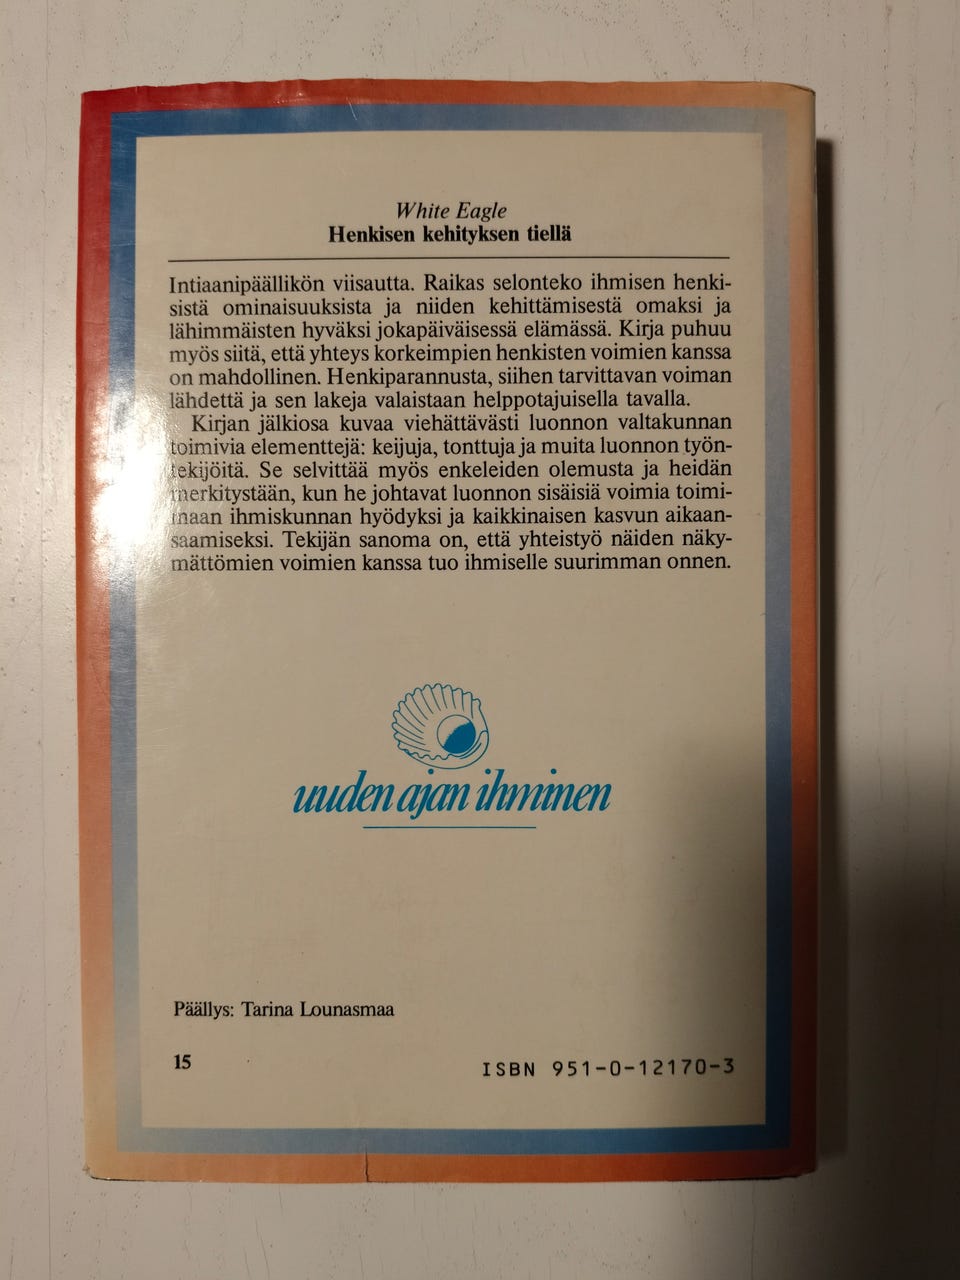 White Eagle
Henkisen kehityksen tiellä
Intiaanipäällikön viisautta. Raikas selonteko ihmisen henki-
sistä ominaisuuksista ja niiden kehittämisestä omaksi ja
lähimmäisten hyväksi jokapäiväisessä elämässä. Kirja puhuu
myös siitä, että yhteys korkeimpien henkisten voimien kanssa
on mahdollinen. Henkiparannusta, siihen tarvittavan voiman
lähdettä ja sen lakeja valaistaan helppotajuisella tavalla.
Kirjan jälkiosa kuvaa viehättävästi luonnon valtakunnan
toimivia elementtejä: keijuja, tonttuja ja muita luonnon työn-
tekijöitä. Se selvittää myös enkeleiden olemusta ja heidän
merkitystään, kun he johtavat luonnon sisäisiä voimia toimi-
maan ihmiskunnan hyödyksi ja kaikkinaisen kasvun aikaan-
saamiseksi. Tekijän sanoma on, että yhteistyö näiden näky-
mättömien voimien kanssa tuo ihmiselle suurimman onnen.
uuden ajan ihminen
Päällys: Tarina Lounasmaa
15
ISBN 951-0-12170-3